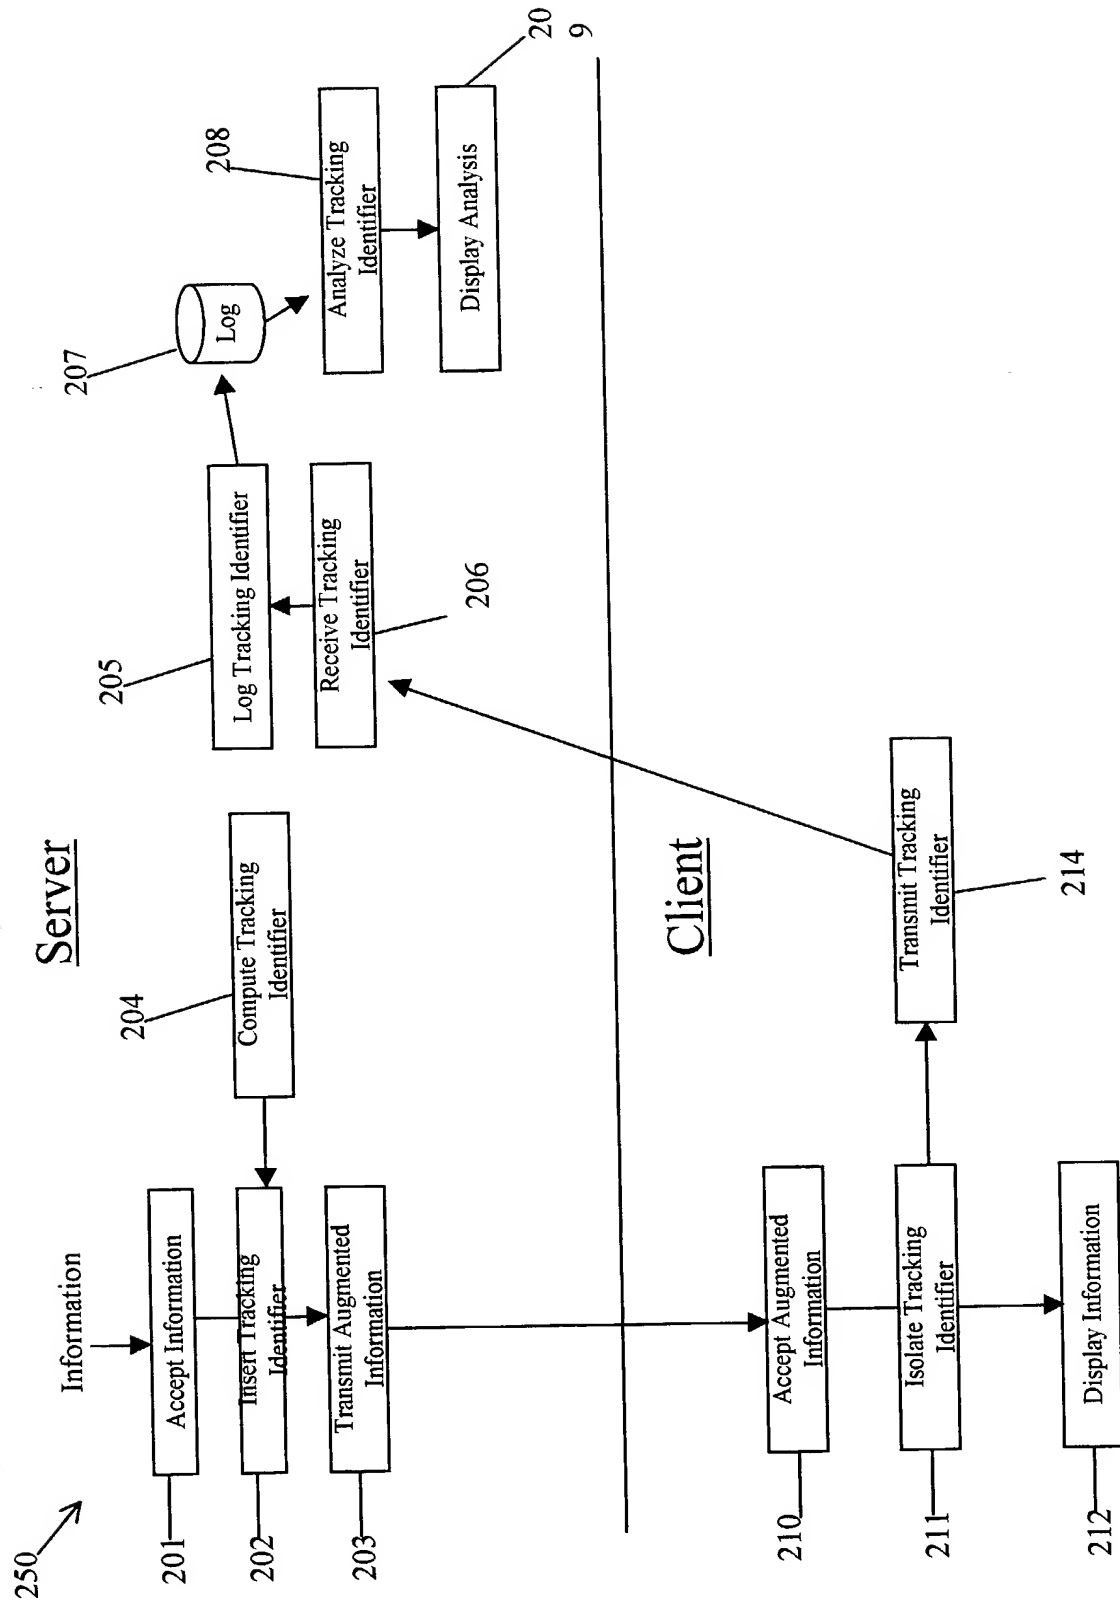 250
Information
201
Accept Information
202
Insert Tracking
Identifier
203
Transmit Augmented
Information
Server
204
Compute Tracking
Identifier
205
Log Tracking Identifier
Receive Tracking
Identifier
206
207
Log
208
Analyze Tracking
Identifier
Display Analysis
20
9
Client
210
Accept Augmented
Information
211
Isolate Tracking
Identifier
212
Display Information
Transmit Tracking
Identifier
214